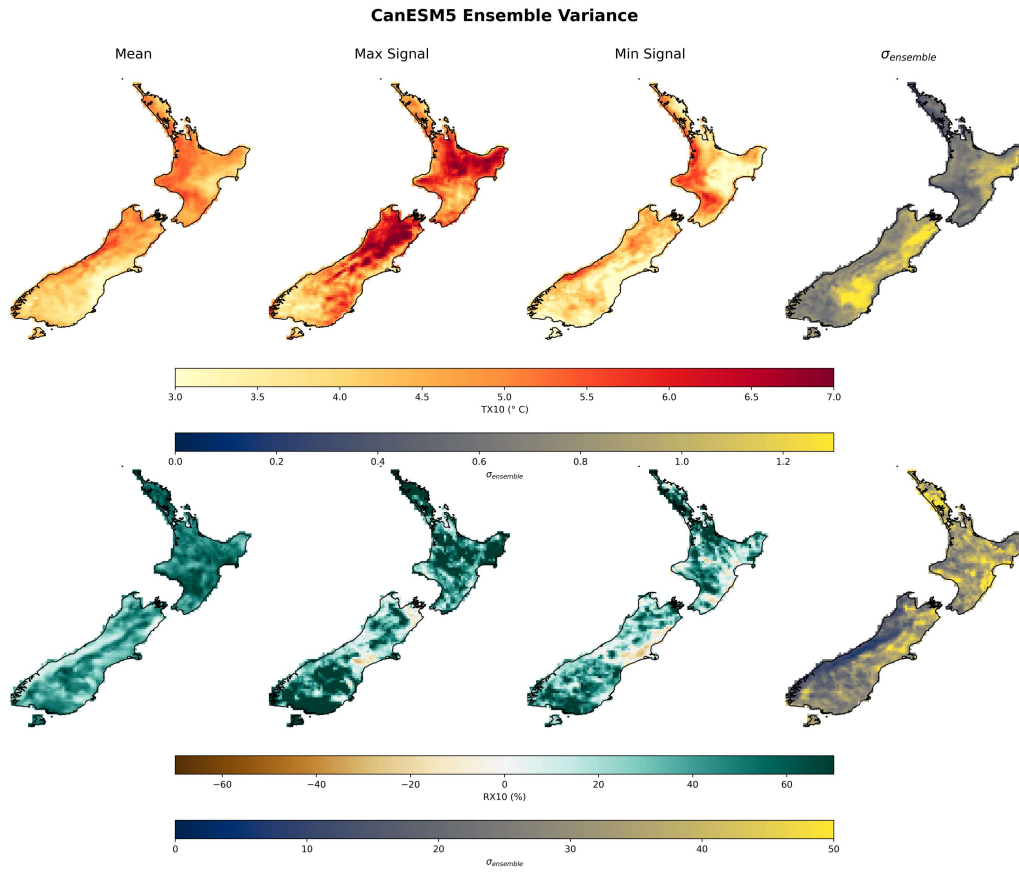 CanESM5 Ensemble Variance
Mean
Max Signal
Min Signal
σensemble
3.0 3.5 4.0 4.5 5.0 5.5 6.0 6.5 7.0
TX10 (° C)
0.0 0.2 0.4 0.6 0.8 1.0 1.2
σensemble
−60 −40 −20 0 20 40 60
RX10 (%)
0 10 20 30 40 50
σensemble